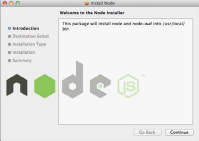 Install Node
Welcome to the Node Installer
Introduction
Destination Select
Installation Type
Installation
Summary
This package will install node and node-waf into /usr/local/
bin
node
JS
Go Back
Continue